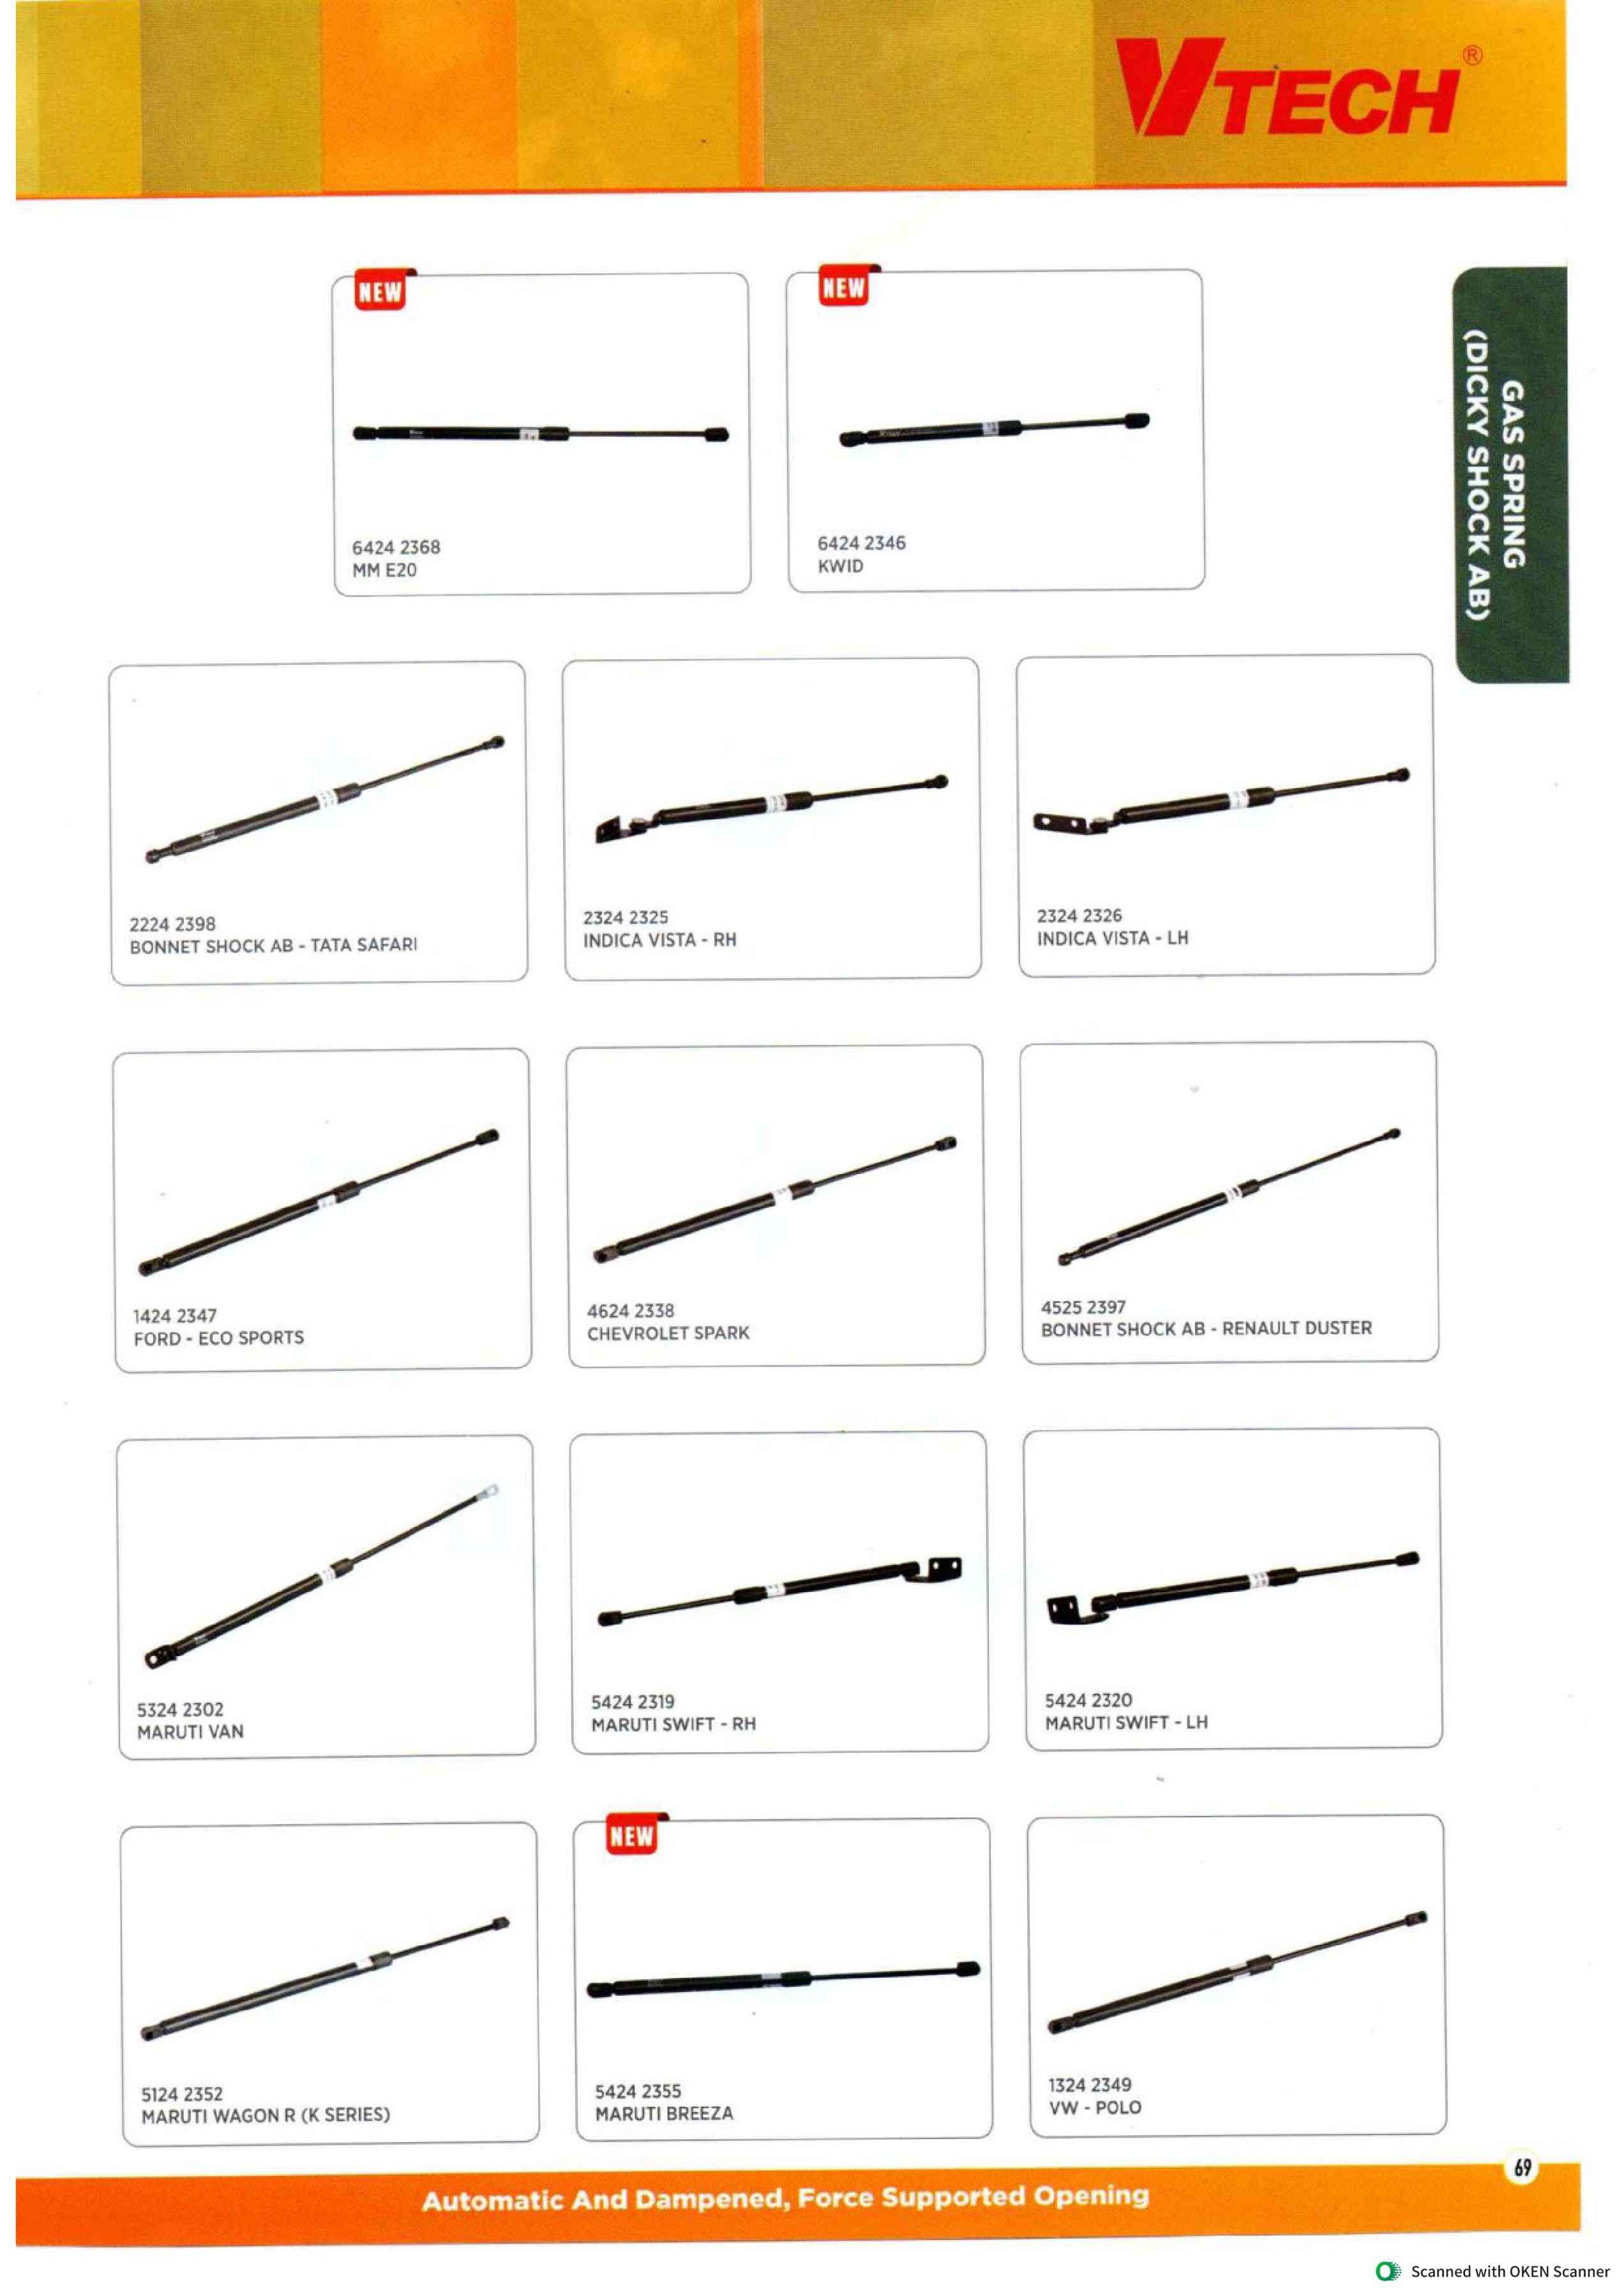 VTECH®
GAS SPRING
(DICKY SHOCK AB)
NEW
6424 2368
MM E20
NEW
6424 2346
KWID
2224 2398
BONNET SHOCK AB - TATA SAFARI
2324 2325
INDICA VISTA - RH
2324 2326
INDICA VISTA - LH
1424 2347
FORD - ECO SPORTS
4624 2338
CHEVROLET SPARK
4525 2397
BONNET SHOCK AB - RENAULT DUSTER
5324 2302
MARUTI VAN
5424 2319
MARUTI SWIFT - RH
5424 2320
MARUTI SWIFT - LH
5124 2352
MARUTI WAGON R (K SERIES)
NEW
5424 2355
MARUTI BREEZA
1324 2349
VW - POLO
69
Automatic And Dampened, Force Supported Opening
Scanned with OKEN Scanner